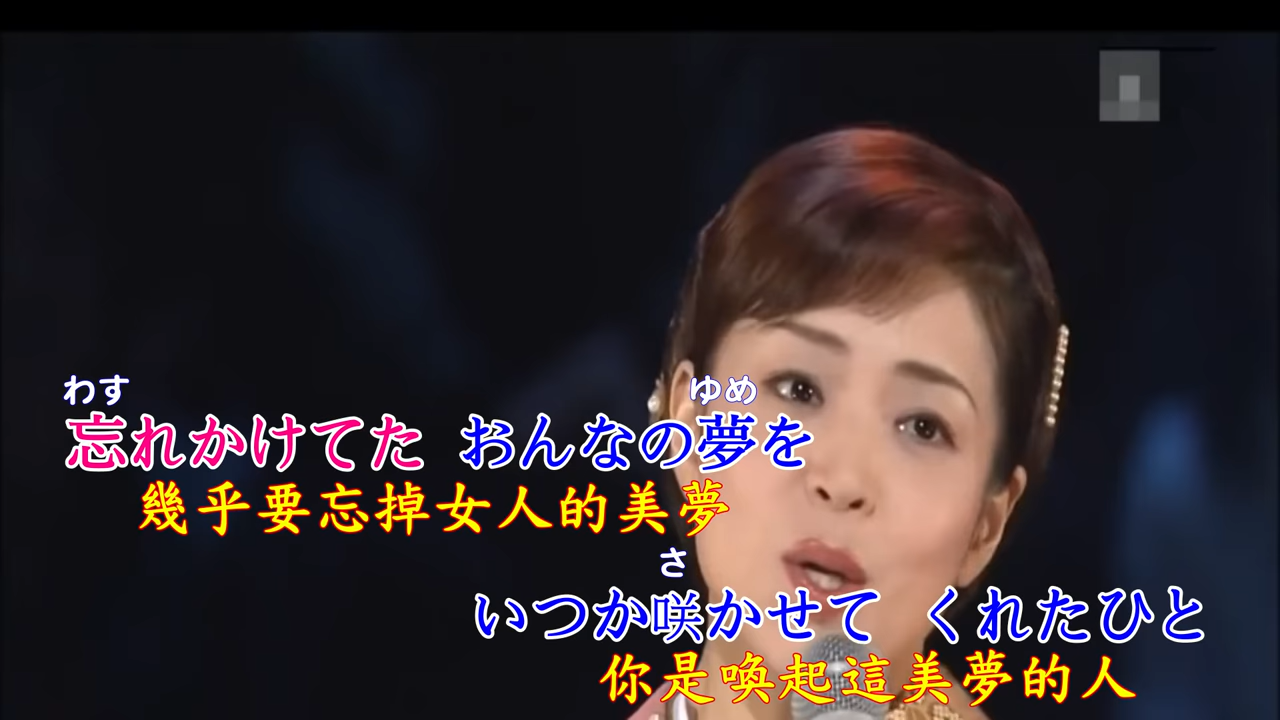 わす ゆめ
忘れかけてた おんなの夢を
幾乎要忘掉女人的美夢
さ
いつか咲かせて くれたひと
你是喚起這美夢的人